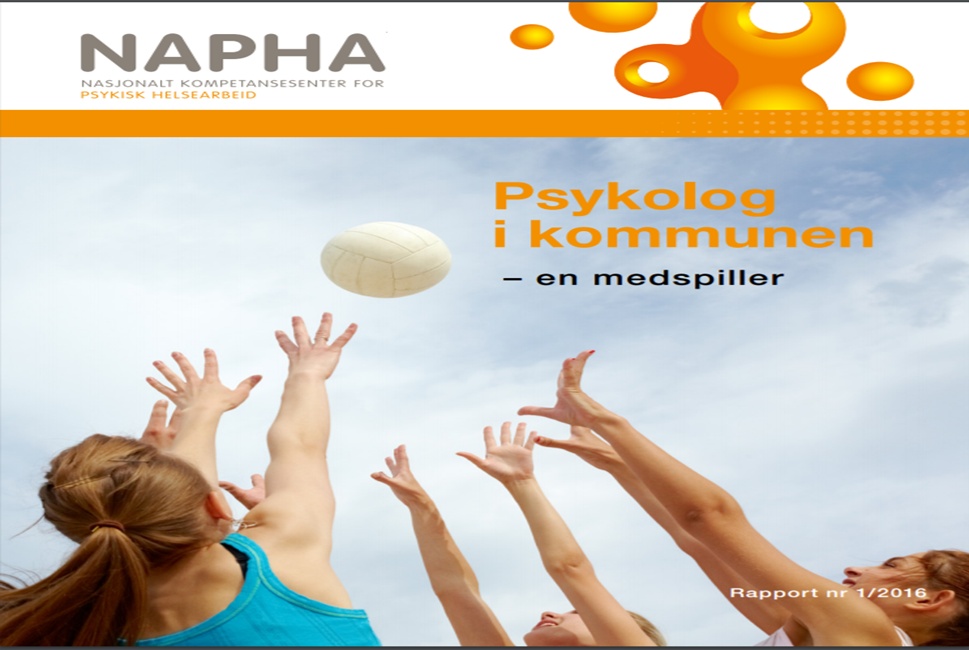 NAPHA
NASJONALT KOMPETANSESENTER FOR
PSYKISK HELSEARBEID
Psykolog
i kommunen
– en medspiller
Rapport nr 1/2016